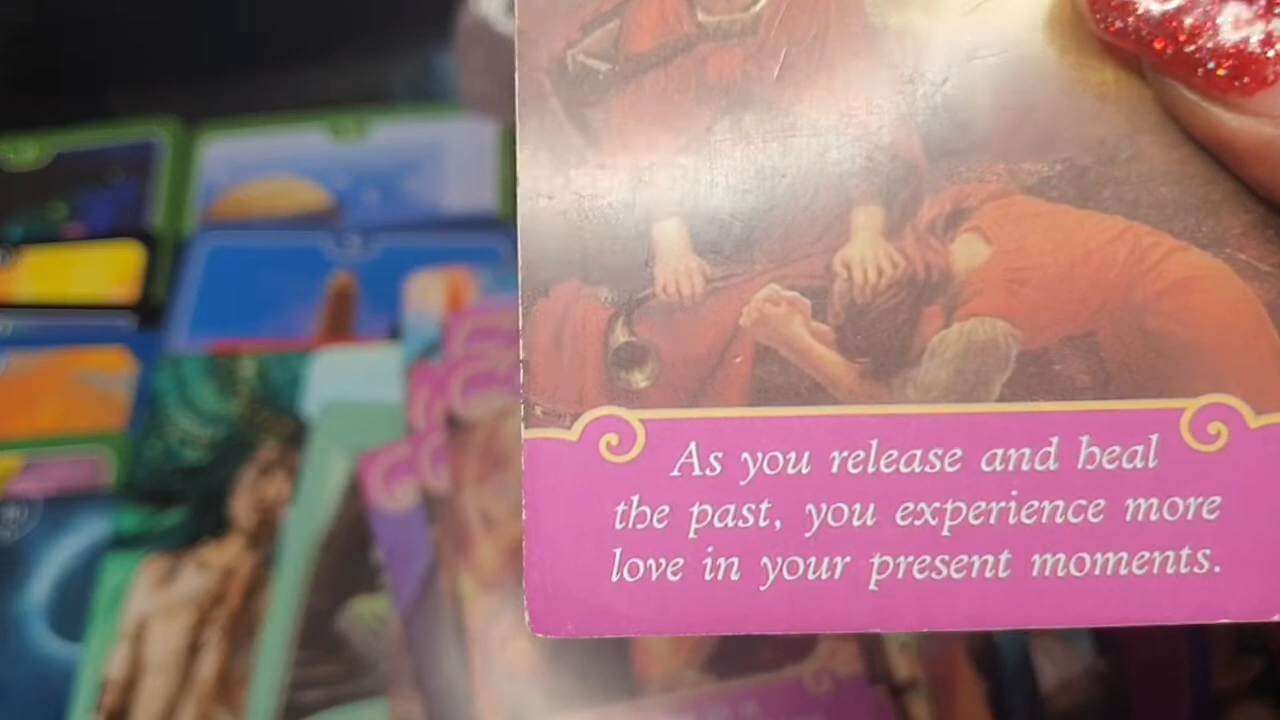 As you release and heal
the past, you experience more
love in your present moments.